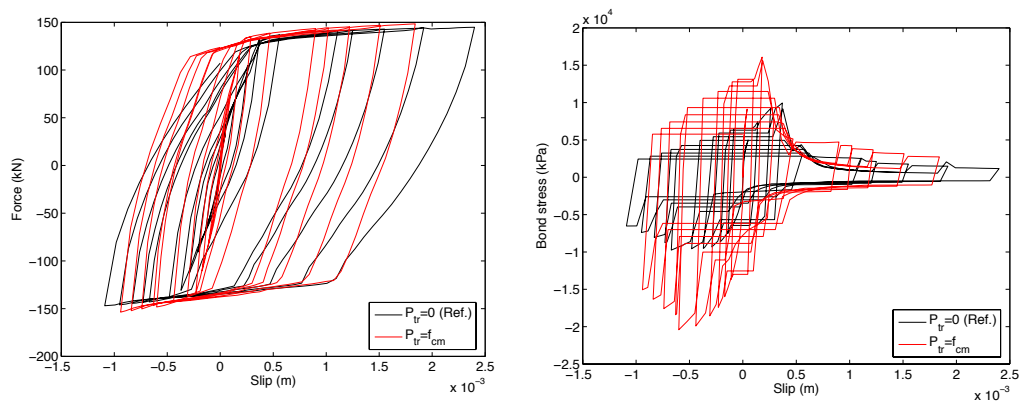 150
100
50
0
−50
−100
−150
−200
Force (kN)
−1.5 −1 −0.5 0 0.5 1 1.5 2 2.5
Slip (m)
x 10⁻³
P_tr=0 (Ref.)
P_tr=f_cm
x 10⁴
2
1.5
1
0.5
0
−0.5
−1
−1.5
−2
−2.5
Bond stress (kPa)
−1.5 −1 −0.5 0 0.5 1 1.5 2 2.5
Slip (m)
x 10⁻³
P_tr=0 (Ref.)
P_tr=f_cm